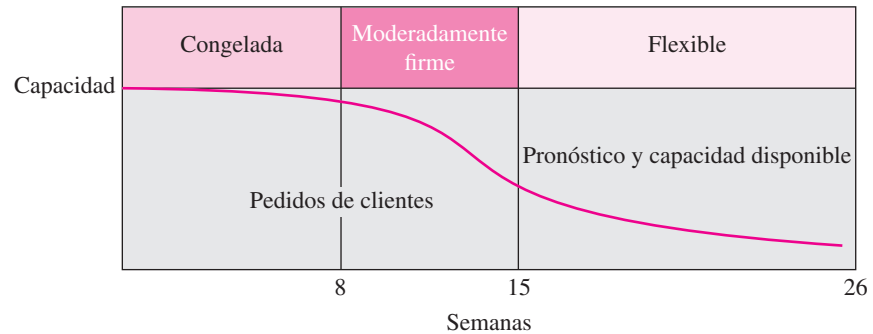 Congelada
Moderadamente
firme
Flexible
Capacidad
Pronóstico y capacidad disponible
Pedidos de clientes
8
15
26
Semanas